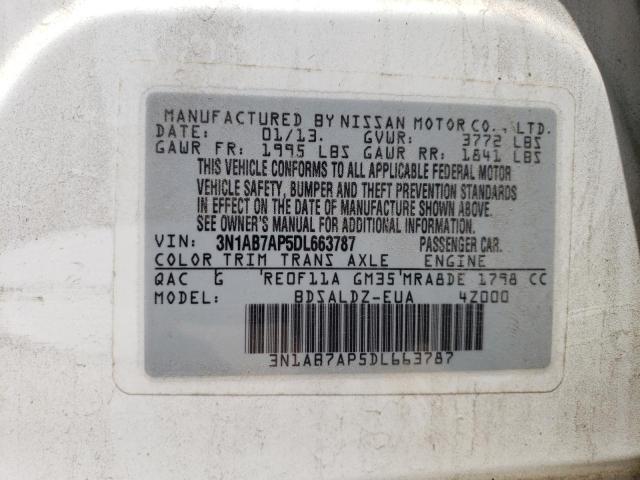 MANUFACTURED BY NISSAN MOTOR CO., LTD.
DATE: 01/13. GVWR: 3772 LBS
GAWR FR: 1995 LBS GAWR RR: 1841 LBS
THIS VEHICLE CONFORMS TO ALL APPLICABLE FEDERAL MOTOR
VEHICLE SAFETY, BUMPER AND THEFT PREVENTION STANDARDS
IN EFFECT ON THE DATE OF MANUFACTURE SHOWN ABOVE.
SEE OWNER'S MANUAL FOR ADDITIONAL INFORMATION.
VIN: 3N1AB7AP5DL663787 PASSENGER CAR.
COLOR TRIM TRANS AXLE ENGINE
QAC G RE0F11A GM35 MRA8DE 1798 CC
MODEL: BDSALDZ-EUA 4Z000
3N1AB7AP5DL663787